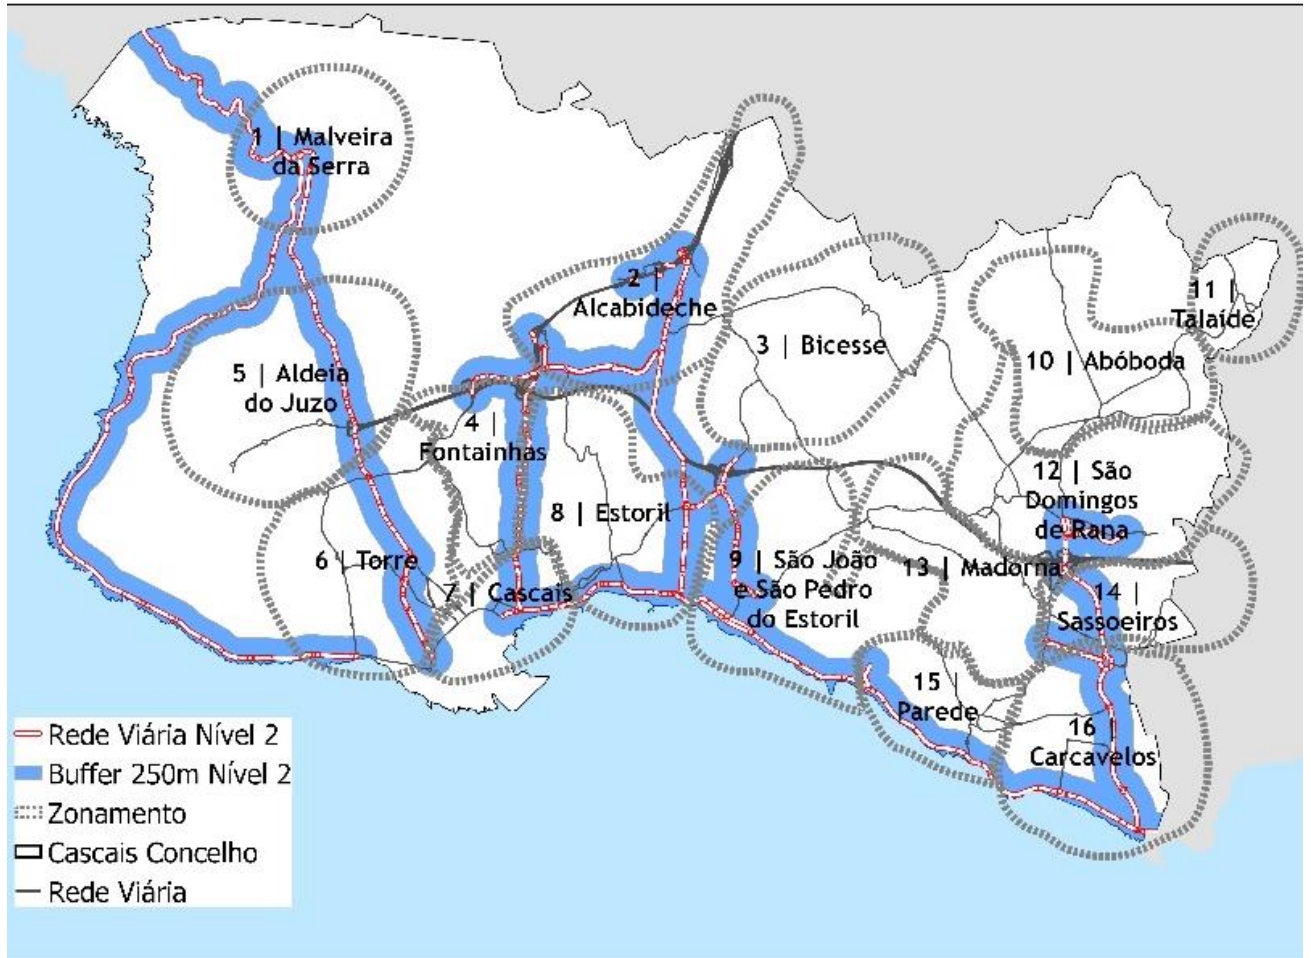 1 | Malveira
da Serra
2 |
Alcabideche
11 |
Talaíde
3 | Bicesse
10 | Abóboda
5 | Aldeia
do Juzo
4 |
Fontainhas
12 | São
Domingos
de Rana
8 | Estoril
6 | Torre
9 | São João
e São Pedro
do Estoril
13 | Madorna
7 | Cascais
14 |
Sassoeiros
15 |
Parede
16 |
Carcavelos
Rede Viária Nível 2
Buffer 250m Nível 2
Zonamento
Cascais Concelho
Rede Viária